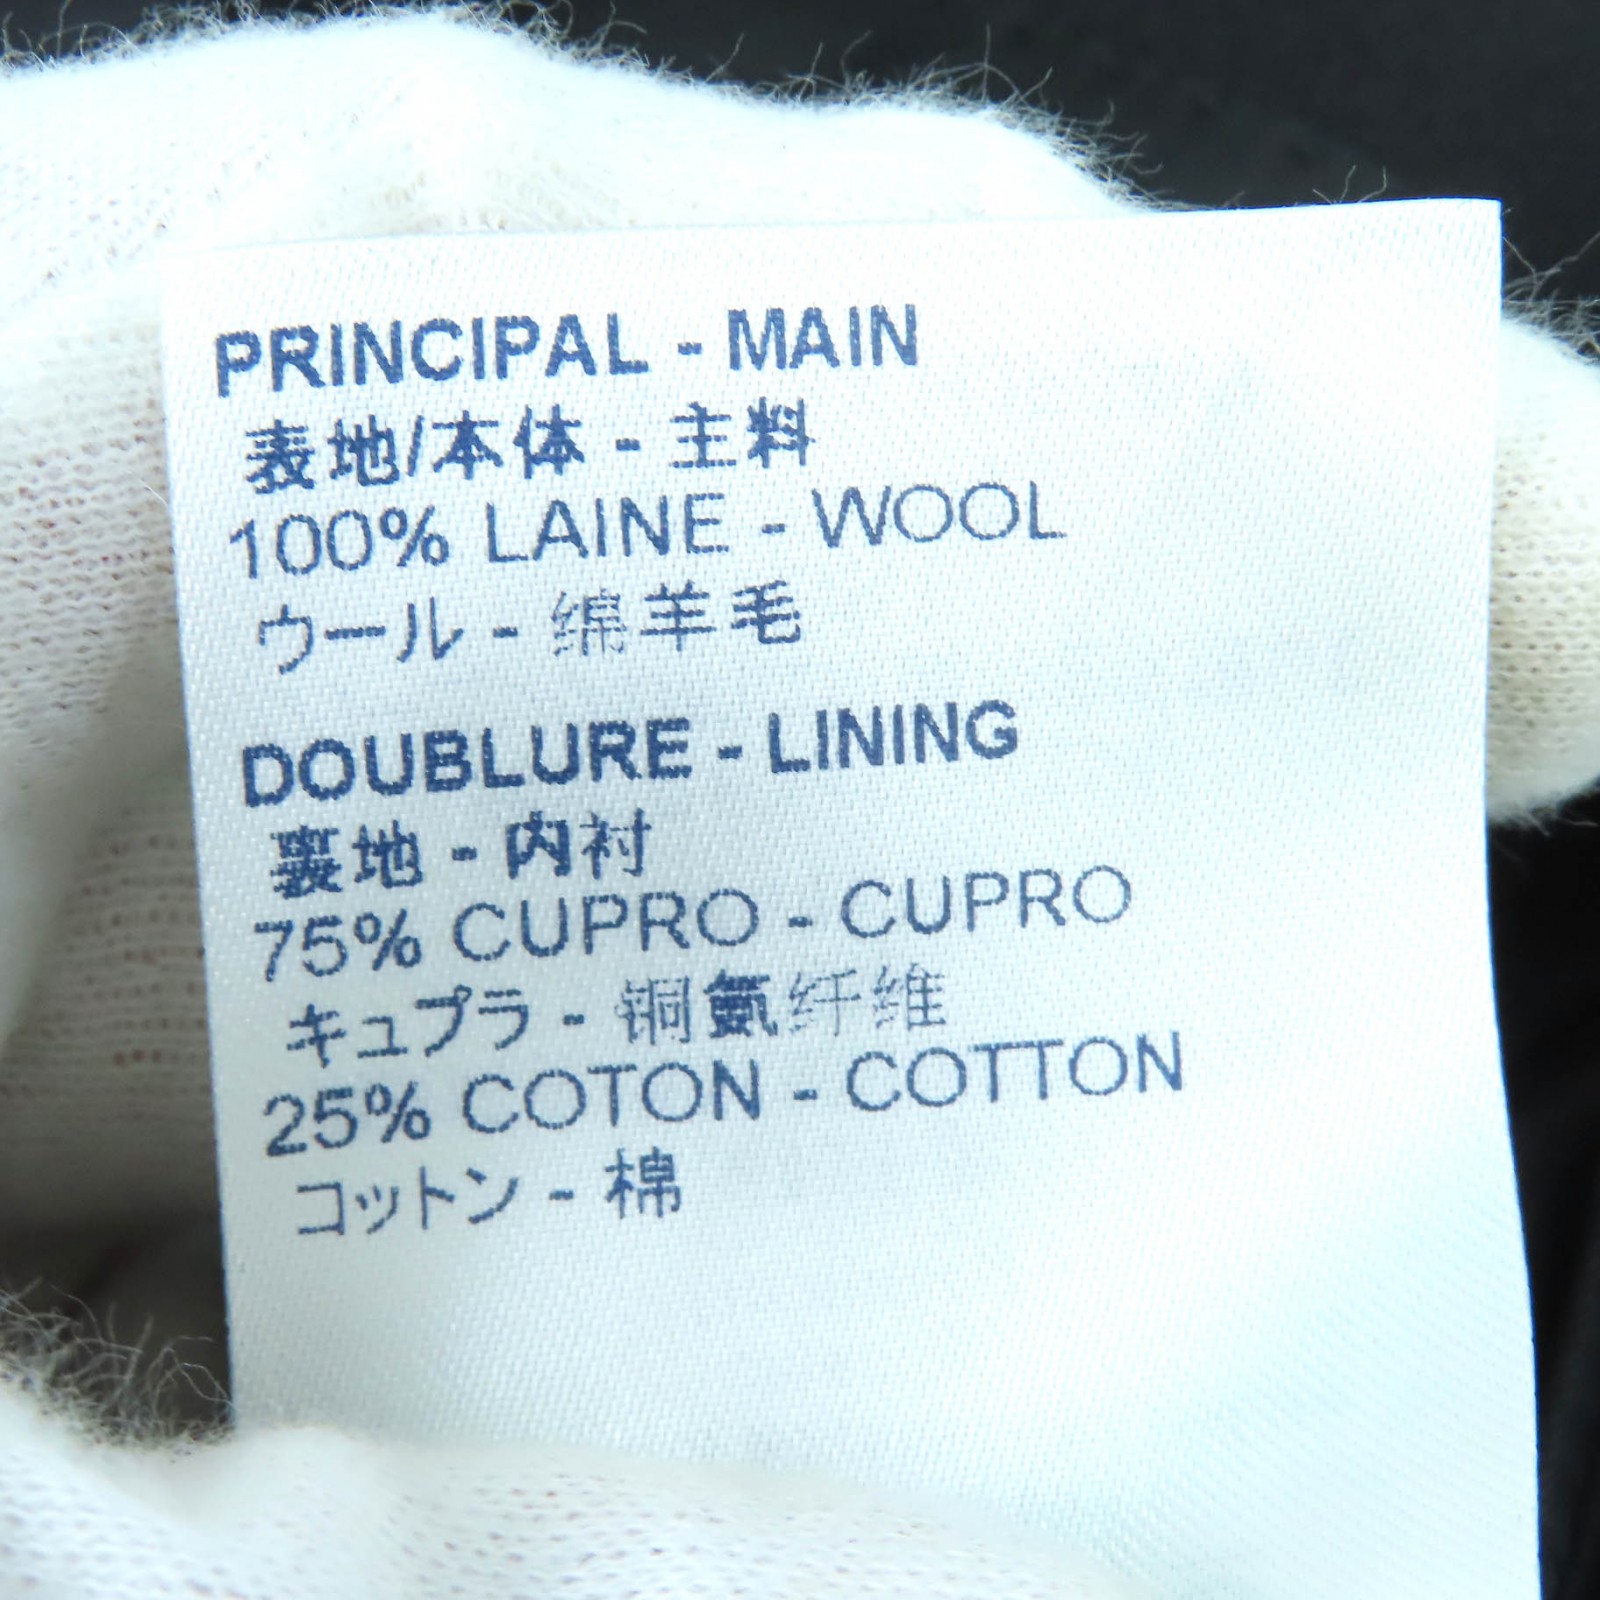 PRINCIPAL - MAIN
表地/本体 - 主料
100% LAINE - WOOL
ウール - 绵羊毛
DOUBLURE - LINING
裏地 - 内衬
75% CUPRO - CUPRO
キュプラ - 铜氨纤维
25% COTON - COTTON
コットン - 棉